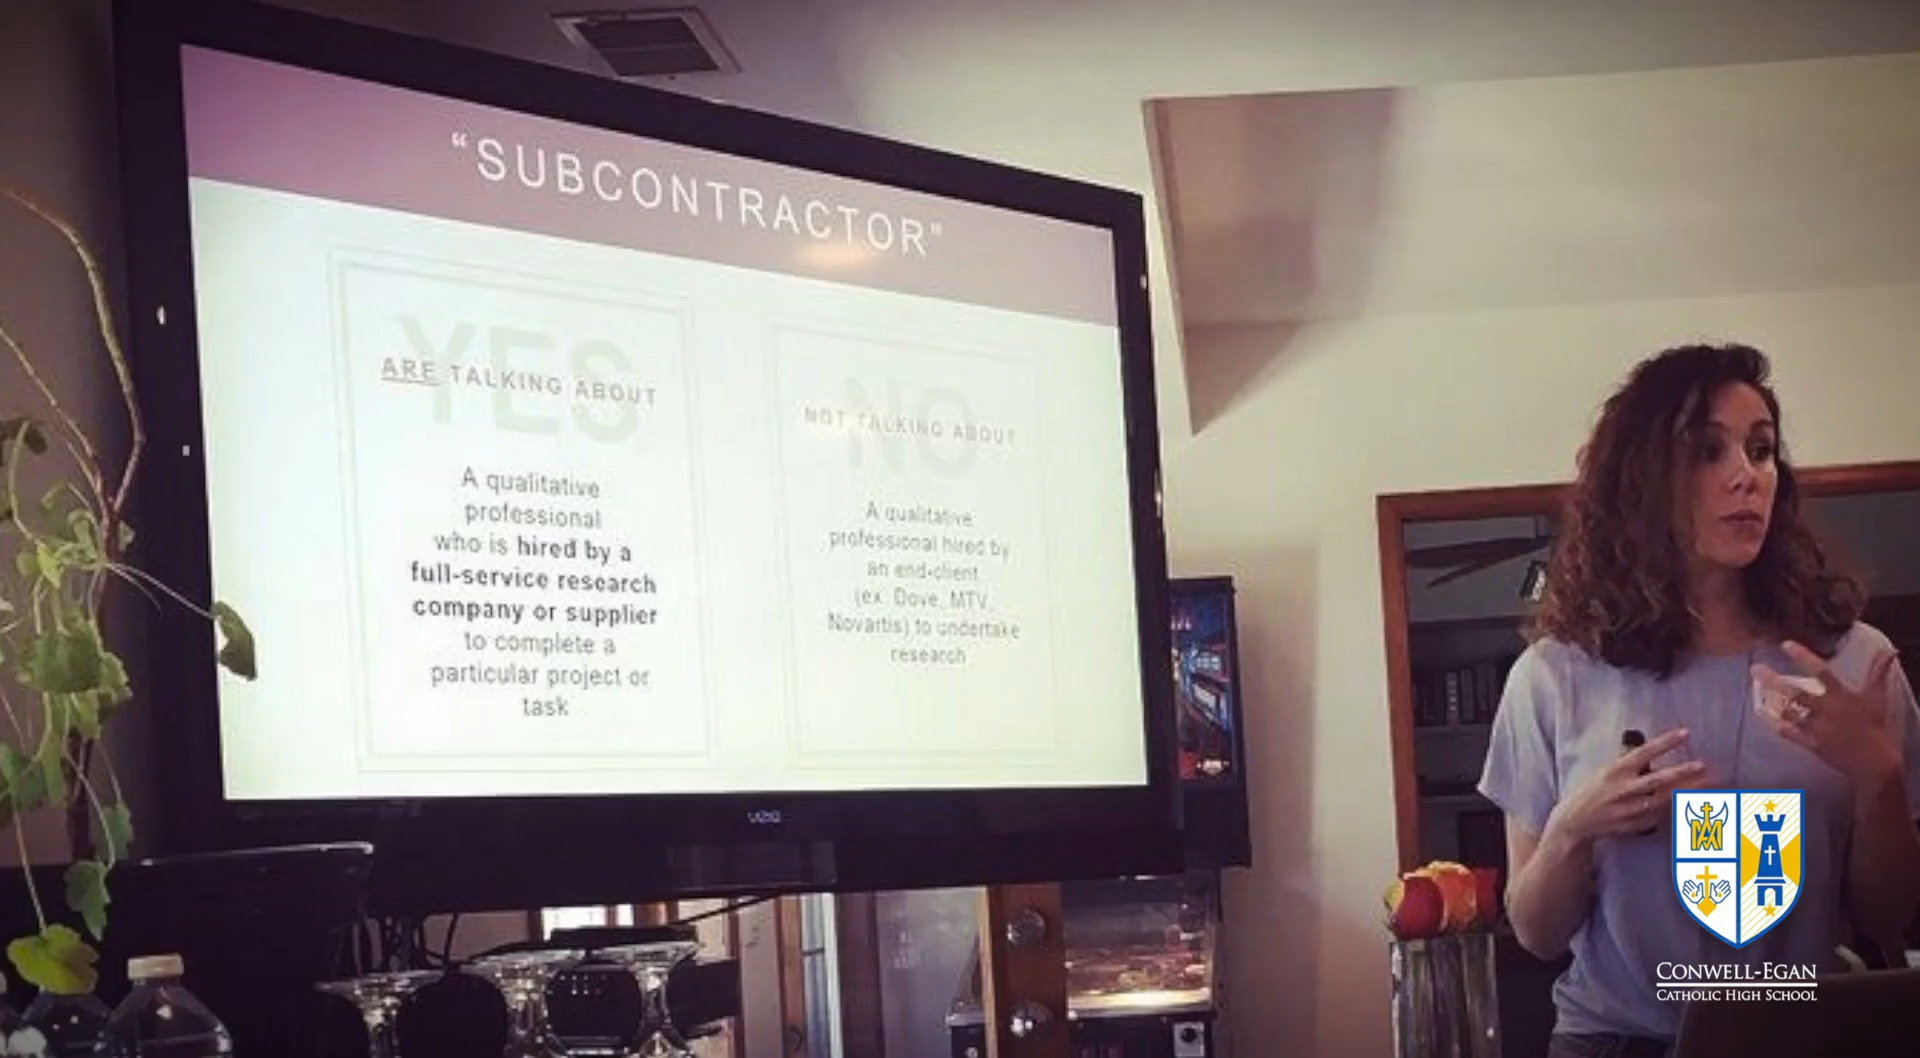 “SUBCONTRACTOR”
YES
ARE TALKING ABOUT
A qualitative
professional
who is hired by a
full-service research
company or supplier
to complete a
particular project or
task
NO
NOT TALKING ABOUT
A qualitative
professional hired by
an end-client
(ex. Dove, MTV,
Novartis) to undertake
research
CONWELL-EGAN
CATHOLIC HIGH SCHOOL